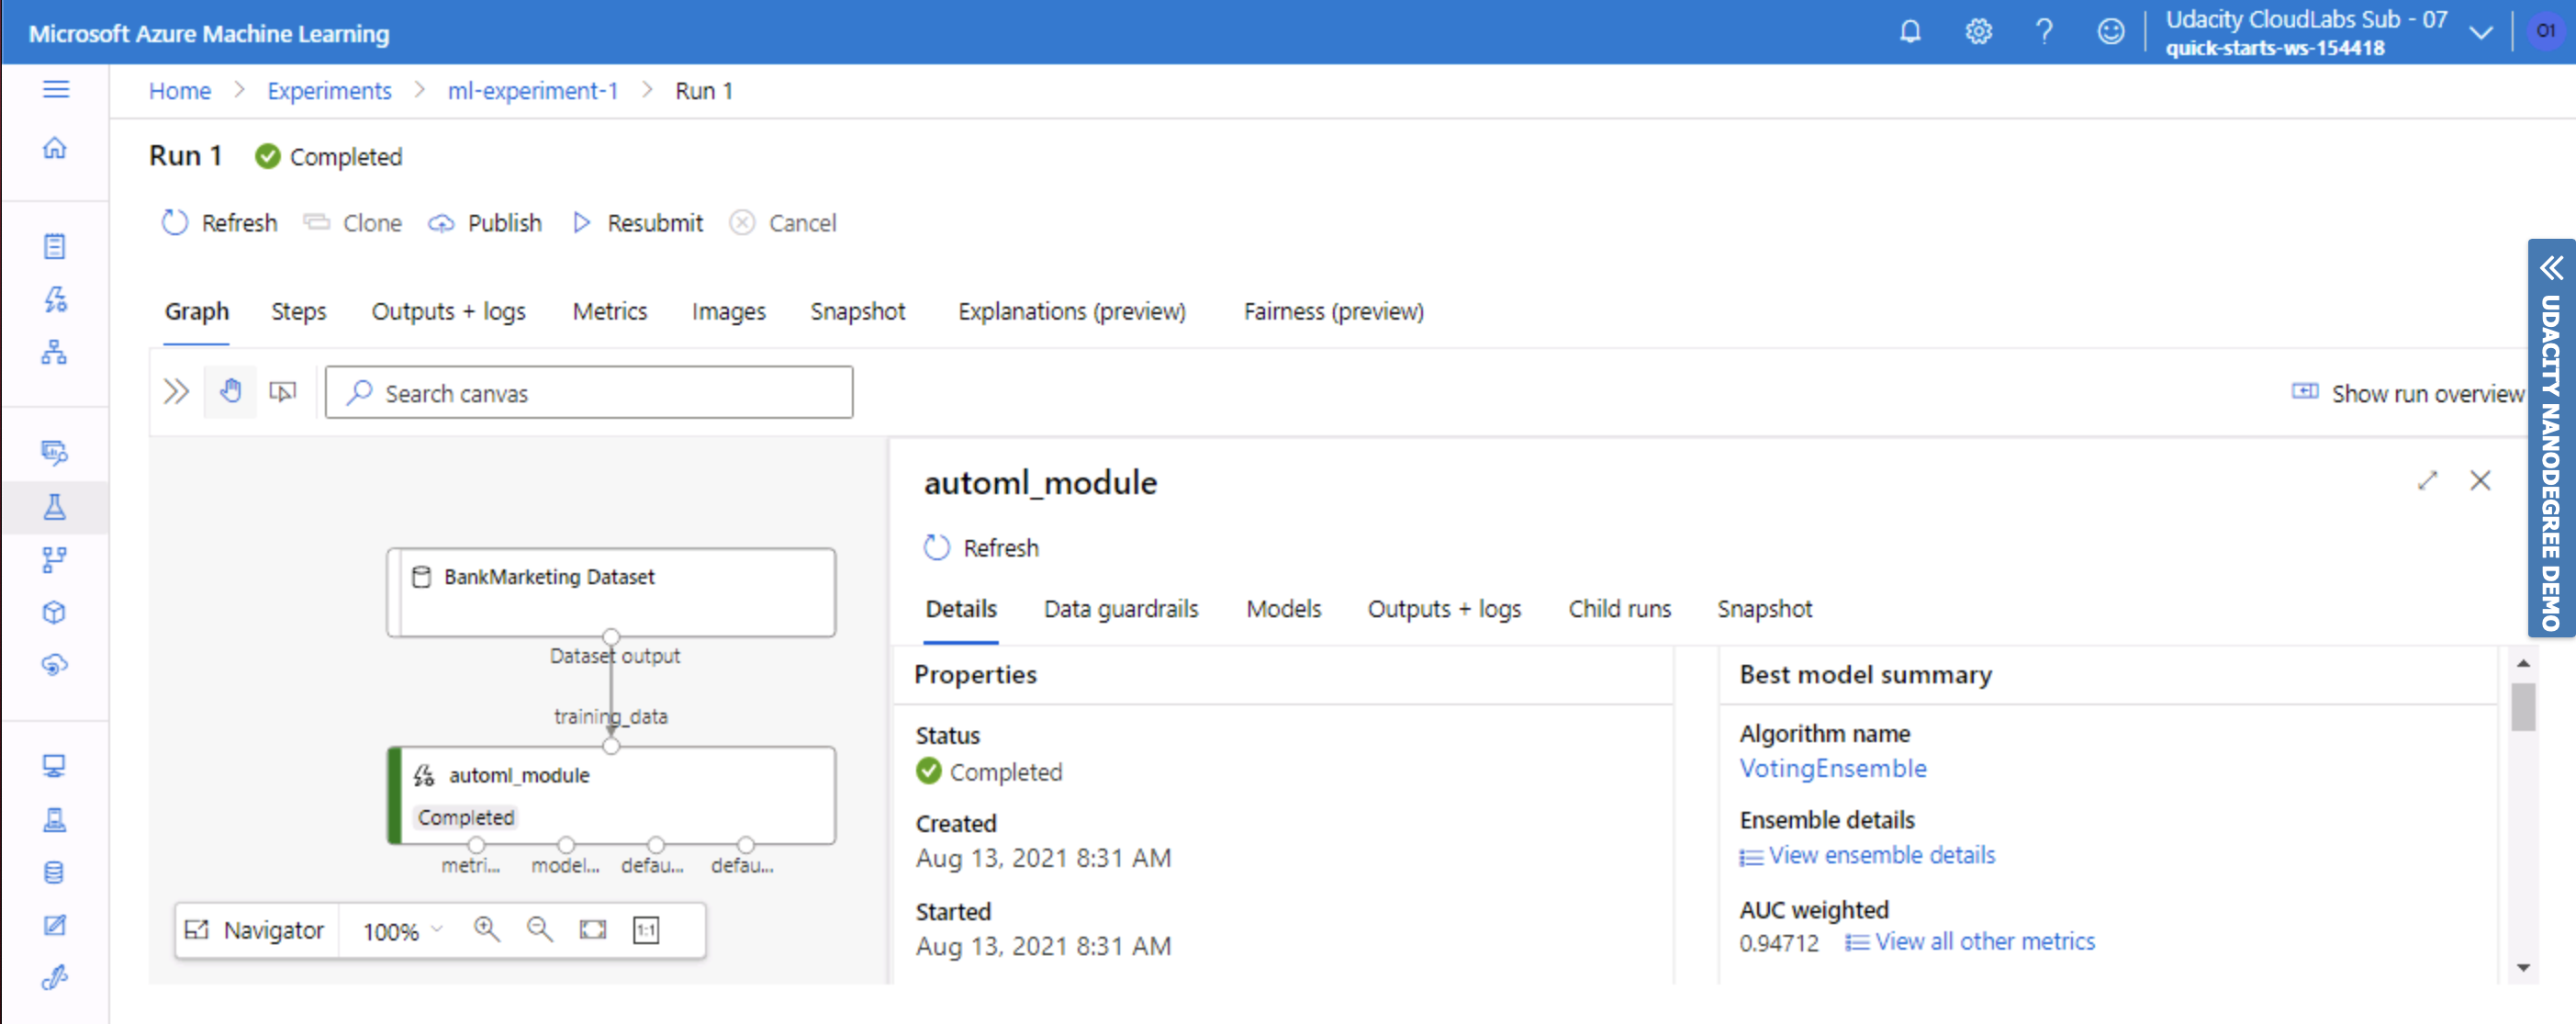 Microsoft Azure Machine Learning
Udacity CloudLabs Sub - 07
quick-starts-ws-154418
01
Home > Experiments > ml-experiment-1 > Run 1
Run 1 Completed
Refresh Clone Publish Resubmit Cancel
Graph Steps Outputs + logs Metrics Images Snapshot Explanations (preview) Fairness (preview)
Search canvas
Show run overview
UDACITY NANODEGREE DEMO
BankMarketing Dataset
Dataset output
training_data
automl_module
Completed
metri... model... defau... defau...
Navigator 100% 1:1
automl_module
Refresh
Details Data guardrails Models Outputs + logs Child runs Snapshot
Properties
Status
Completed
Created
Aug 13, 2021 8:31 AM
Started
Aug 13, 2021 8:31 AM
Best model summary
Algorithm name
VotingEnsemble
Ensemble details
View ensemble details
AUC weighted
0.94712 View all other metrics